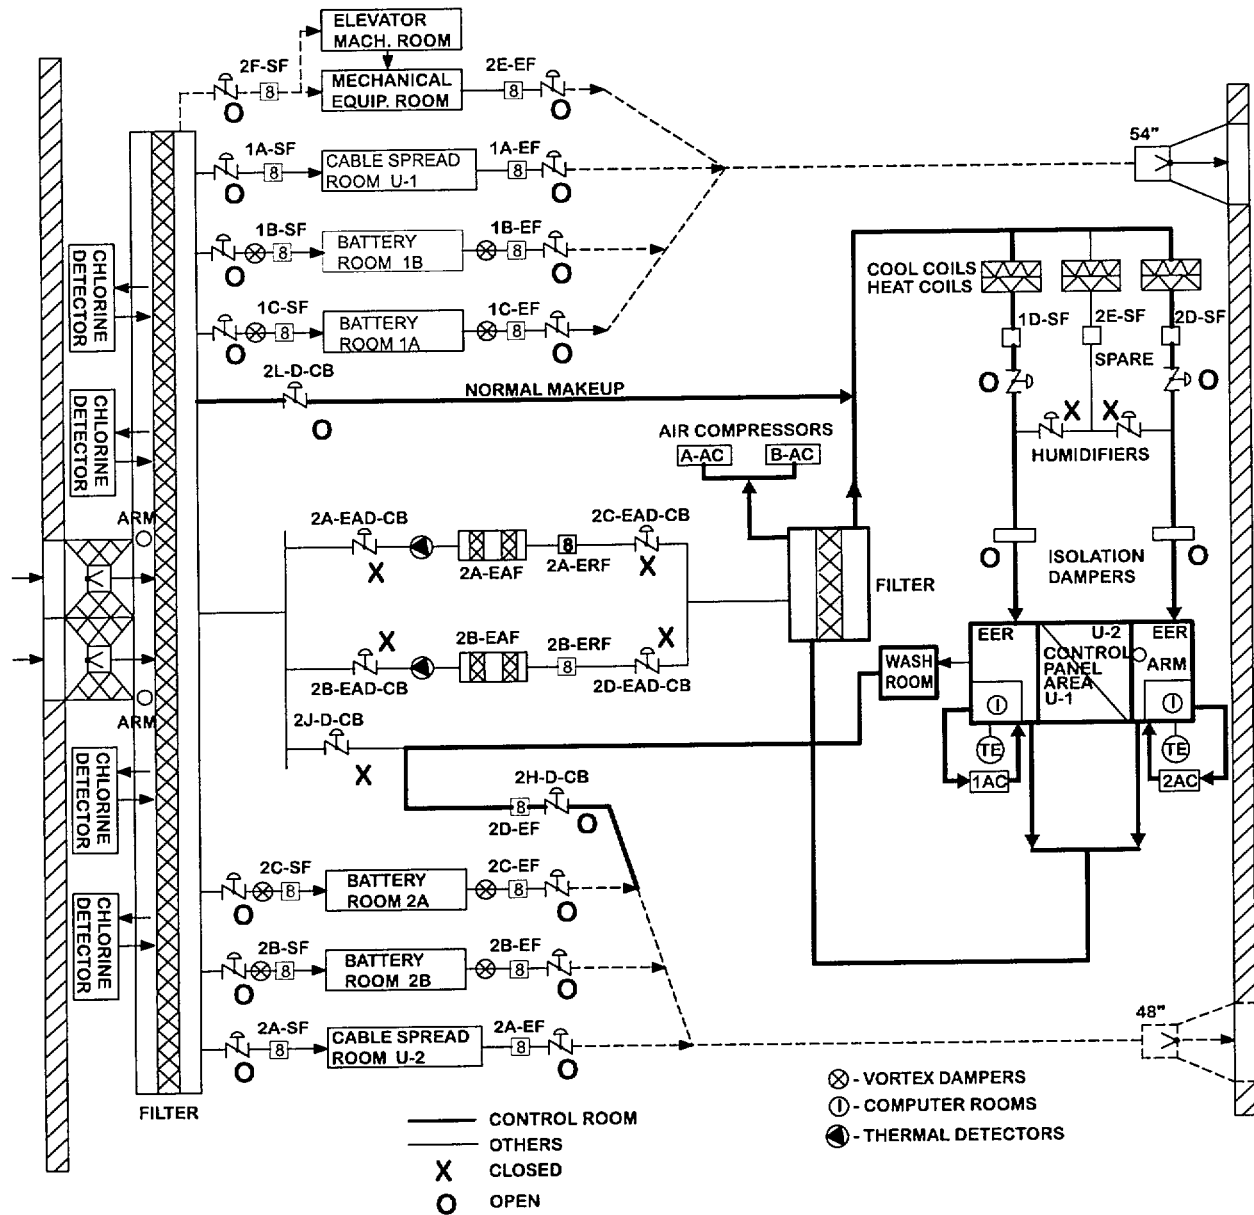 ELEVATOR
MACH. ROOM
2F-SF
8
MECHANICAL
EQUIP. ROOM
2E-EF
8
O
O
54"
1A-SF
8
CABLE SPREAD
ROOM U-1
1A-EF
8
O
O
1B-SF
8
BATTERY
ROOM 1B
1B-EF
8
O
O
1C-SF
8
BATTERY
ROOM 1A
1C-EF
8
O
O
CHLORINE
DETECTOR
CHLORINE
DETECTOR
COOL COILS
HEAT COILS
1D-SF
2E-SF
2D-SF
SPARE
O
O
X
X
HUMIDIFIERS
2L-D-CB
O
NORMAL MAKEUP
AIR COMPRESSORS
A-AC
B-AC
ARM
2A-EAD-CB
X
2A-EAF
8
2A-ERF
2C-EAD-CB
X
FILTER
O
ISOLATION
DAMPERS
O
X
2B-EAD-CB
2B-EAF
2B-ERF
8
X
2D-EAD-CB
ARM
WASH
ROOM
EER
U-2
CONTROL
PANEL
AREA
U-1
EER
ARM
I
I
TE
TE
1AC
2AC
2J-D-CB
X
2H-D-CB
8
2D-EF
O
CHLORINE
DETECTOR
CHLORINE
DETECTOR
2C-SF
8
BATTERY
ROOM 2A
2C-EF
8
O
O
2B-SF
8
BATTERY
ROOM 2B
2B-EF
8
O
O
2A-SF
8
CABLE SPREAD
ROOM U-2
2A-EF
8
O
O
48"
FILTER
CONTROL ROOM
OTHERS
X CLOSED
O OPEN
- VORTEX DAMPERS
I - COMPUTER ROOMS
- THERMAL DETECTORS